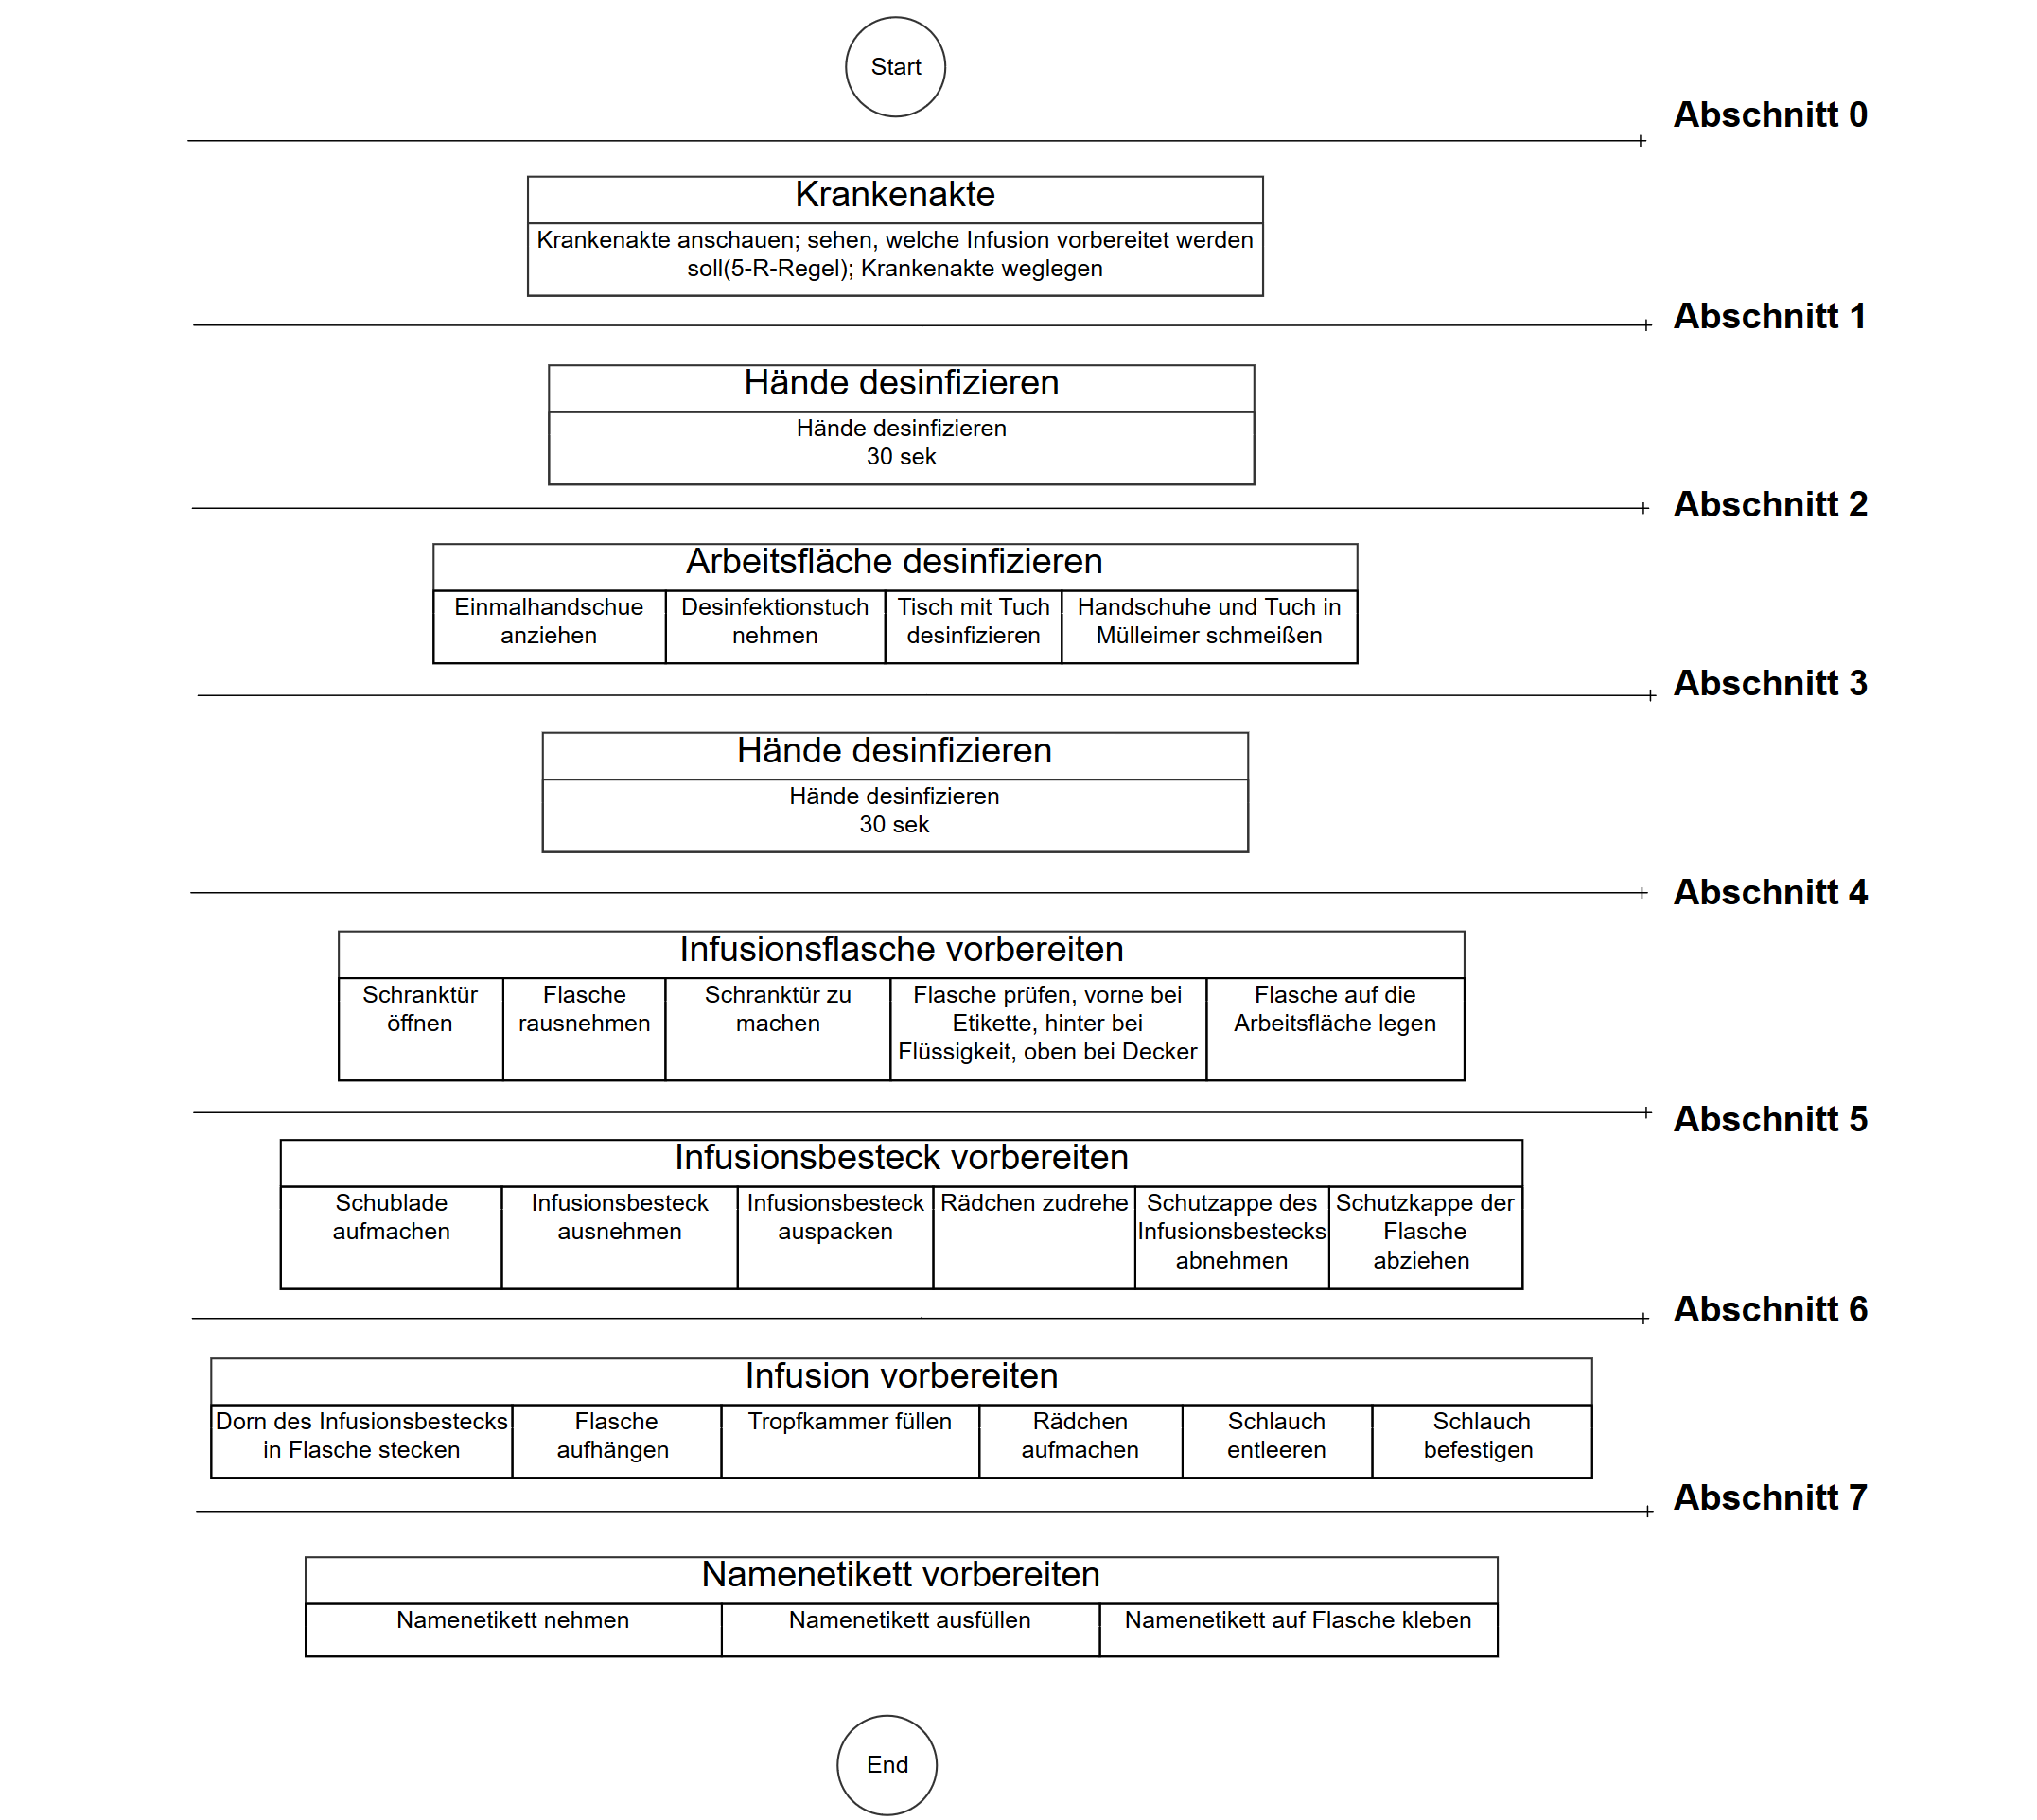 Start
Abschnitt 0
Krankenakte
Krankenakte anschauen; sehen, welche Infusion vorbereitet werden
soll(5-R-Regel); Krankenakte weglegen
Abschnitt 1
Hände desinfizieren
Hände desinfizieren
30 sek
Abschnitt 2
Arbeitsfläche desinfizieren
Einmalhandschue
anziehen
Desinfektionstuch
nehmen
Tisch mit Tuch
desinfizieren
Handschuhe und Tuch in
Mülleimer schmeißen
Abschnitt 3
Hände desinfizieren
Hände desinfizieren
30 sek
Abschnitt 4
Infusionsflasche vorbereiten
Schranktür
öffnen
Flasche
rausnehmen
Schranktür zu
machen
Flasche prüfen, vorne bei
Etikette, hinter bei
Flüssigkeit, oben bei Decker
Flasche auf die
Arbeitsfläche legen
Abschnitt 5
Infusionsbesteck vorbereiten
Schublade
aufmachen
Infusionsbesteck
ausnehmen
Infusionsbesteck
auspacken
Rädchen zudrehe
Schutzappe des
Infusionsbestecks
abnehmen
Schutzkappe der
Flasche
abziehen
Abschnitt 6
Infusion vorbereiten
Dorn des Infusionsbestecks
in Flasche stecken
Flasche
aufhängen
Tropfkammer füllen
Rädchen
aufmachen
Schlauch
entleeren
Schlauch
befestigen
Abschnitt 7
Namenetikett vorbereiten
Namenetikett nehmen
Namenetikett ausfüllen
Namenetikett auf Flasche kleben
End